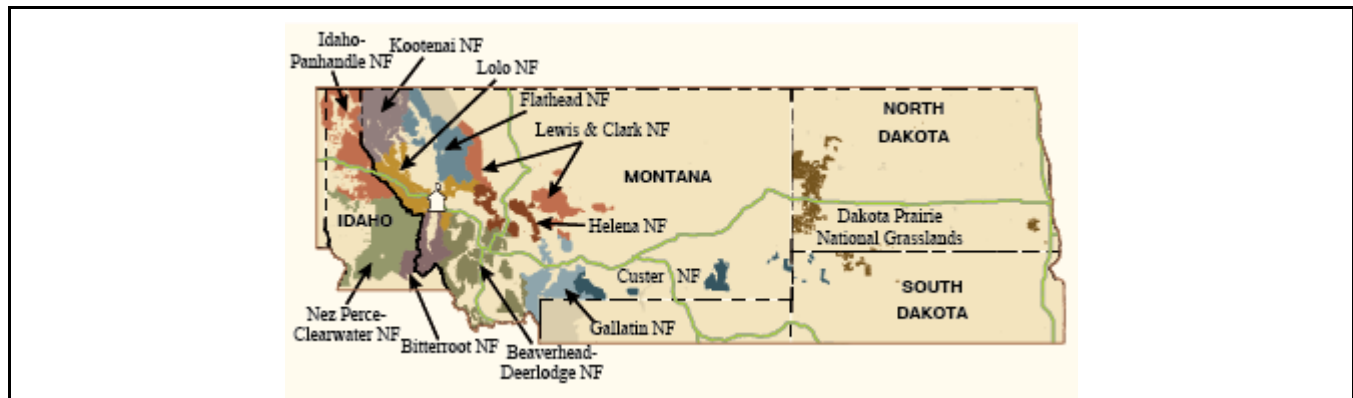 Idaho-
Panhandle NF
Kootenai NF
Lolo NF
Flathead NF
Lewis & Clark NF
NORTH
DAKOTA
MONTANA
IDAHO
Helena NF
Dakota Prairie
National Grasslands
Custer NF
SOUTH
DAKOTA
Nez Perce-
Clearwater NF
Bitterroot NF
Beaverhead-
Deerlodge NF
Gallatin NF